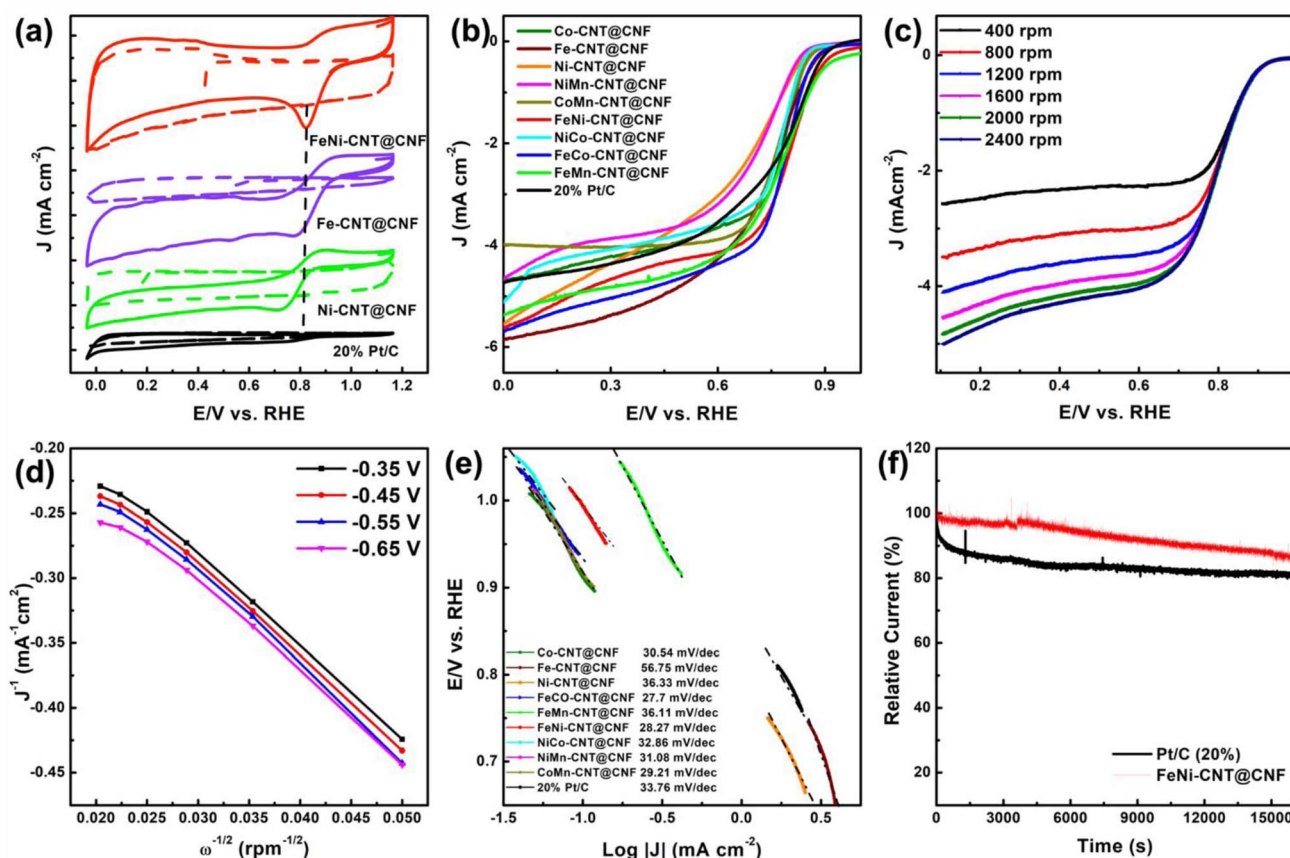 (a)
J (mA cm⁻²)
FeNi-CNT@CNF
Fe-CNT@CNF
Ni-CNT@CNF
20% Pt/C
0.0 0.2 0.4 0.6 0.8 1.0 1.2
E/V vs. RHE
(b)
Co-CNT@CNF
Fe-CNT@CNF
Ni-CNT@CNF
NiMn-CNT@CNF
CoMn-CNT@CNF
FeNi-CNT@CNF
NiCo-CNT@CNF
FeCo-CNT@CNF
FeMn-CNT@CNF
20% Pt/C
0
-2
-4
-6
J (mA cm⁻²)
0.0 0.3 0.6 0.9
E/V vs. RHE
(c)
400 rpm
800 rpm
1200 rpm
1600 rpm
2000 rpm
2400 rpm
0
-2
-4
J (mAcm⁻²)
0.2 0.4 0.6 0.8
E/V vs. RHE
(d)
-0.35 V
-0.45 V
-0.55 V
-0.65 V
-0.20
-0.25
-0.30
-0.35
-0.40
-0.45
J⁻¹ (mA⁻¹cm²)
0.020 0.025 0.030 0.035 0.040 0.045 0.050
ω⁻¹/² (rpm⁻¹/²)
(e)
1.0
0.9
0.8
0.7
E/V vs. RHE
Co-CNT@CNF 30.54 mV/dec
Fe-CNT@CNF 56.75 mV/dec
Ni-CNT@CNF 36.33 mV/dec
FeCO-CNT@CNF 27.7 mV/dec
FeMn-CNT@CNF 36.11 mV/dec
FeNi-CNT@CNF 28.27 mV/dec
NiCo-CNT@CNF 32.86 mV/dec
NiMn-CNT@CNF 31.08 mV/dec
CoMn-CNT@CNF 29.21 mV/dec
20% Pt/C 33.76 mV/dec
-1.5 -1.0 -0.5 0.0 0.5
Log |J| (mA cm⁻²)
(f)
120
100
80
60
40
20
Relative Current (%)
Pt/C (20%)
FeNi-CNT@CNF
0 3000 6000 9000 12000 15000
Time (s)